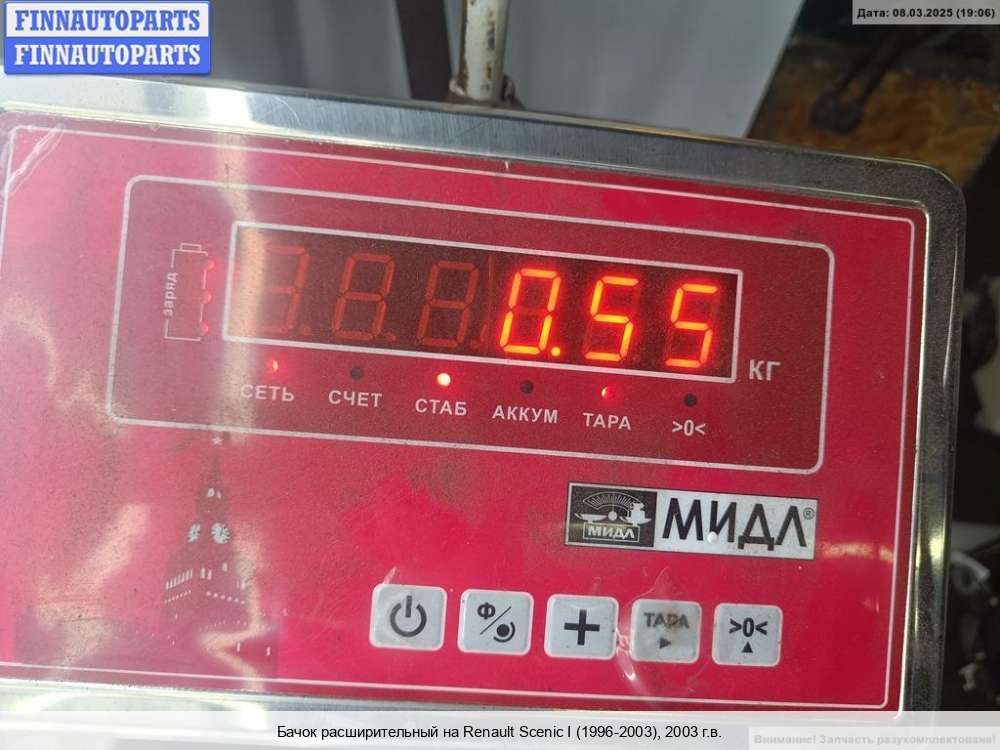 FINNAUTOPARTS
FINNAUTOPARTS
Дата: 08.03.2025 (19:06)
заряд
0.55
КГ
СЕТЬ СЧЕТ СТАБ АККУМ ТАРА >0<
МИДЛ
МИДЛ®
Ф/
+
ТАРА
>0<
Бачок расширительный на Renault Scenic I (1996-2003), 2003 г.в.
Внимание! Запчасть разукомплектована!